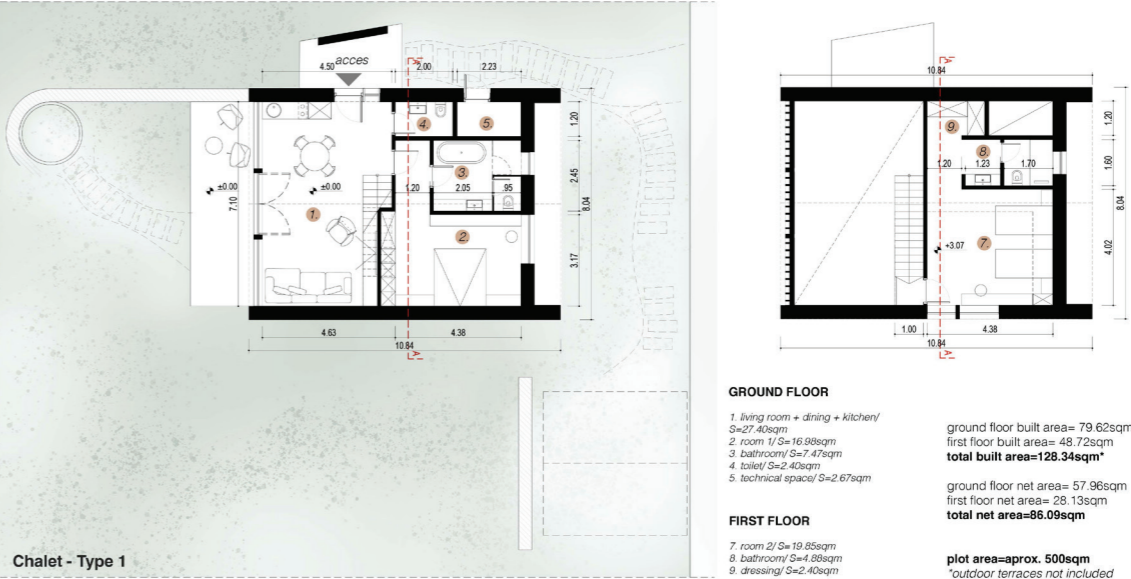 acces
4.50
2.00
2.23
A'
4.
5.
1.20
3.
±0.00
±0.00
7.10
1.
1.20
2.05
.95
2.45
8.04
2.
3.17
4.63
4.38
10.84
A'
Chalet - Type 1
A'
10.84
9.
1.20
8.
1.20
1.23
1.70
1.60
8.04
+3.07
7.
4.02
1.00
4.38
10.84
A'
GROUND FLOOR
1. living room + dining + kitchen/
S=27.40sqm
2. room 1/ S=16.98sqm
3. bathroom/ S=7.47sqm
4. toilet/ S=2.40sqm
5. technical space/ S=2.67sqm
FIRST FLOOR
7. room 2/ S=19.85sqm
8. bathroom/ S=4.88sqm
9. dressing/ S=2.40sqm
ground floor built area= 79.62sqm
first floor built area= 48.72sqm
total built area=128.34sqm*
ground floor net area= 57.96sqm
first floor net area= 28.13sqm
total net area=86.09sqm
plot area=aprox. 500sqm
*outdoor terraces not included